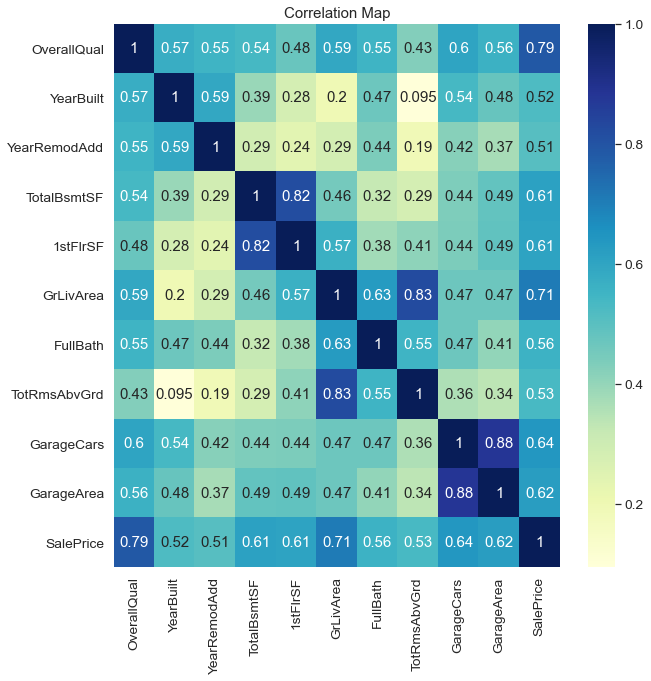 Correlation Map
OverallQual 1 0.57 0.55 0.54 0.48 0.59 0.55 0.43 0.6 0.56 0.79
YearBuilt 0.57 1 0.59 0.39 0.28 0.2 0.47 0.095 0.54 0.48 0.52
YearRemodAdd 0.55 0.59 1 0.29 0.24 0.29 0.44 0.19 0.42 0.37 0.51
TotalBsmtSF 0.54 0.39 0.29 1 0.82 0.46 0.32 0.29 0.44 0.49 0.61
1stFlrSF 0.48 0.28 0.24 0.82 1 0.57 0.38 0.41 0.44 0.49 0.61
GrLivArea 0.59 0.2 0.29 0.46 0.57 1 0.63 0.83 0.47 0.47 0.71
FullBath 0.55 0.47 0.44 0.32 0.38 0.63 1 0.55 0.47 0.41 0.56
TotRmsAbvGrd 0.43 0.095 0.19 0.29 0.41 0.83 0.55 1 0.36 0.34 0.53
GarageCars 0.6 0.54 0.42 0.44 0.44 0.47 0.47 0.36 1 0.88 0.64
GarageArea 0.56 0.48 0.37 0.49 0.49 0.47 0.41 0.34 0.88 1 0.62
SalePrice 0.79 0.52 0.51 0.61 0.61 0.71 0.56 0.53 0.64 0.62 1
OverallQual
YearBuilt
YearRemodAdd
TotalBsmtSF
1stFlrSF
GrLivArea
FullBath
TotRmsAbvGrd
GarageCars
GarageArea
SalePrice
1.0
0.8
0.6
0.4
0.2